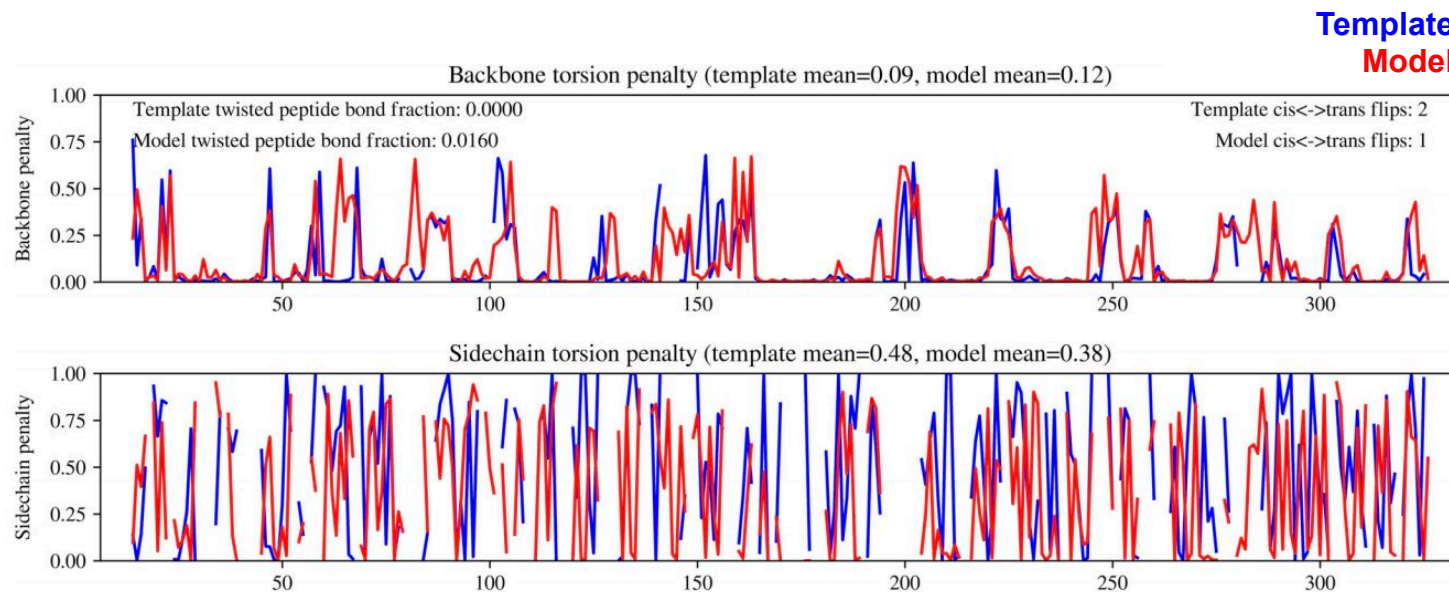 Template
Model
Backbone torsion penalty (template mean=0.09, model mean=0.12)
1.00
0.75
0.50
0.25
0.00
Backbone penalty
Template twisted peptide bond fraction: 0.0000
Model twisted peptide bond fraction: 0.0160
Template cis<->trans flips: 2
Model cis<->trans flips: 1
50 100 150 200 250 300
Sidechain torsion penalty (template mean=0.48, model mean=0.38)
1.00
0.75
0.50
0.25
0.00
Sidechain penalty
50 100 150 200 250 300